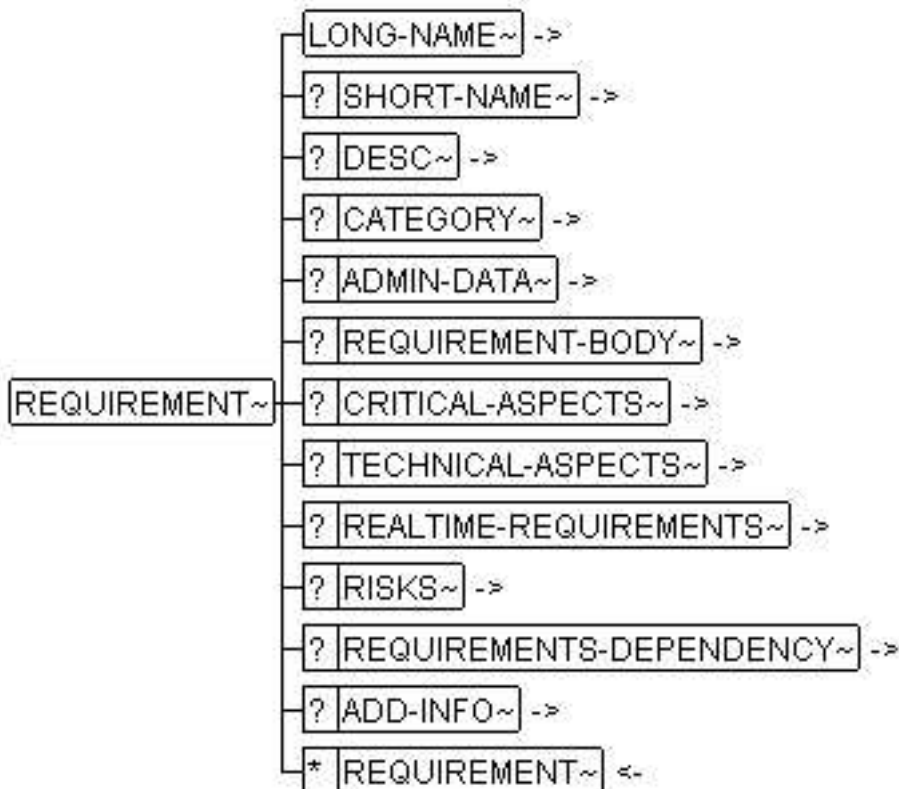 LONG-NAME~ ->
? SHORT-NAME~ ->
? DESC~ ->
? CATEGORY~ ->
? ADMIN-DATA~ ->
? REQUIREMENT-BODY~ ->
REQUIREMENT~ ? CRITICAL-ASPECTS~ ->
? TECHNICAL-ASPECTS~ ->
? REALTIME-REQUIREMENTS~ ->
? RISKS~ ->
? REQUIREMENTS-DEPENDENCY~ ->
? ADD-INFO~ ->
* REQUIREMENT~ <-